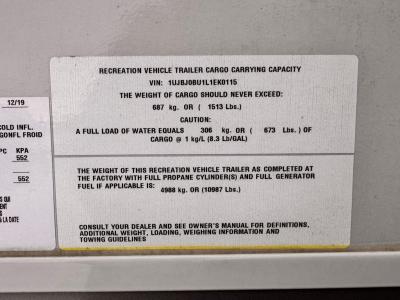 RECREATION VEHICLE TRAILER CARGO CARRYING CAPACITY
VIN: 1UJBJ0BU1L1EK0115
THE WEIGHT OF CARGO SHOULD NEVER EXCEED:
687 kg. OR ( 1513 Lbs.)
CAUTION:
A FULL LOAD OF WATER EQUALS 306 kg. OR ( 673 Lbs. ) OF
CARGO @ 1 kg/L (8.3 Lb/GAL)
THE WEIGHT OF THIS RECREATION VEHICLE TRAILER AS COMPLETED AT
THE FACTORY WITH FULL PROPANE CYLINDER(S) AND FULL GENERATOR
FUEL IF APPLICABLE IS:
4988 kg. OR (10987 Lbs.)
CONSULT YOUR DEALER AND SEE OWNER'S MANUAL FOR DEFINITIONS,
ADDITIONAL WEIGHT, LOADING, WEIGHING INFORMATION AND
TOWING GUIDELINES
12/19
COLD INFL.
GONFL FROID
PC KPA
552
552